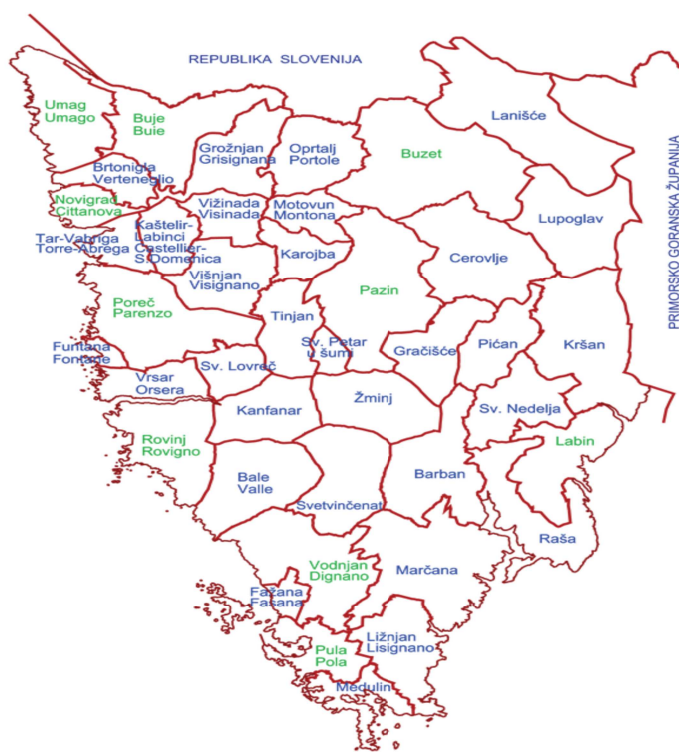 REPUBLIKA SLOVENIJA
PRIMORSKO GORANSKA ŽUPANIJA
Umag
Umago
Buje
Buie
Grožnjan
Grisignana
Oprtalj
Portole
Buzet
Lanišće
Brtonigla
Verteneglio
Novigrad
Cittanova
Vižinada
Visinada
Motovun
Montona
Lupoglav
Tar-Vabriga
Torre-Abrega
Kaštelir-
Labinci
Castellier-
S.Domenica
Karojba
Cerovlje
Višnjan
Visignano
Poreč
Parenzo
Pazin
Tinjan
Sv. Petar
u šumi
Gračišće
Pićan
Kršan
Funtana
Fontane
Vrsar
Orsera
Sv. Lovreč
Kanfanar
Žminj
Sv. Nedelja
Rovinj
Rovigno
Labin
Bale
Valle
Svetvinčenat
Barban
Raša
Vodnjan
Dignano
Marčana
Fažana
Fasana
Ližnjan
Lisignano
Pula
Pola
Medulin